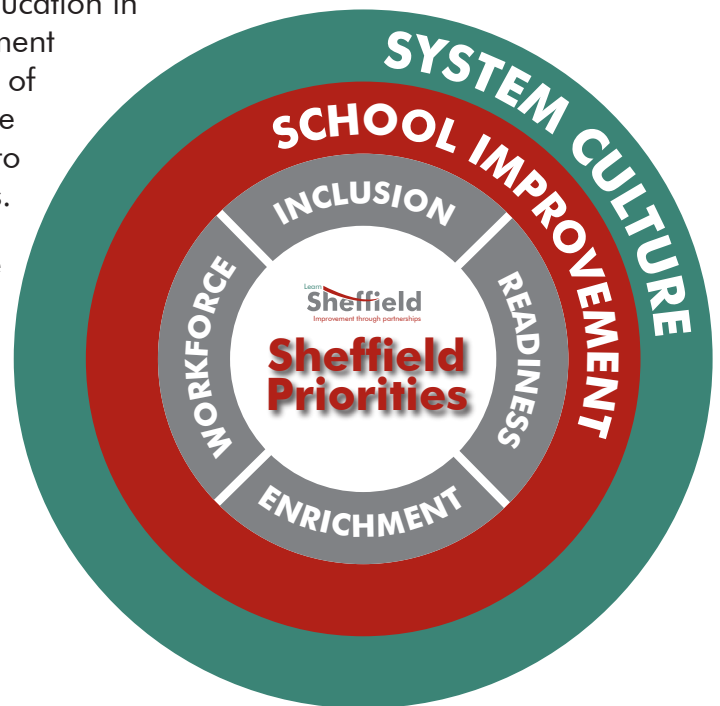 ucation in
ment
of
e
ro
s.
SYSTEM CULTURE
SCHOOL IMPROVEMENT
INCLUSION
WORKFORCE
READINESS
ENRICHMENT
Learn
Sheffield
Improvement through partnerships
Sheffield
Priorities